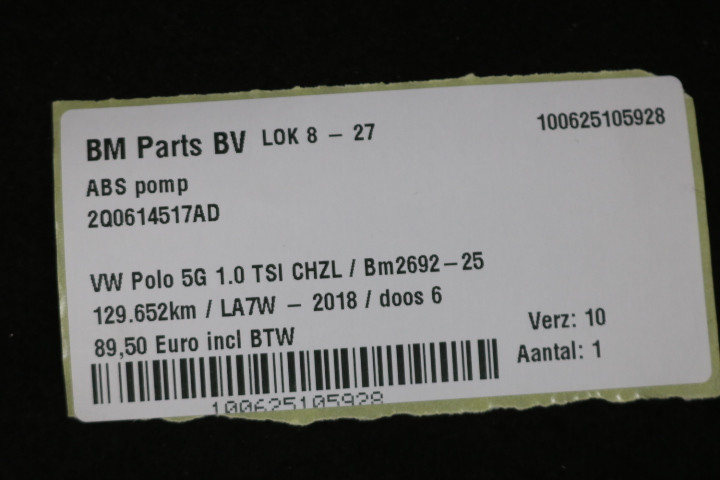 BM Parts BV LOK 8 - 27 100625105928
ABS pomp
2Q0614517AD
VW Polo 5G 1.0 TSI CHZL / Bm2692-25
129.652km / LA7W - 2018 / doos 6
89,50 Euro incl BTW
Verz: 10
Aantal: 1
100625105928